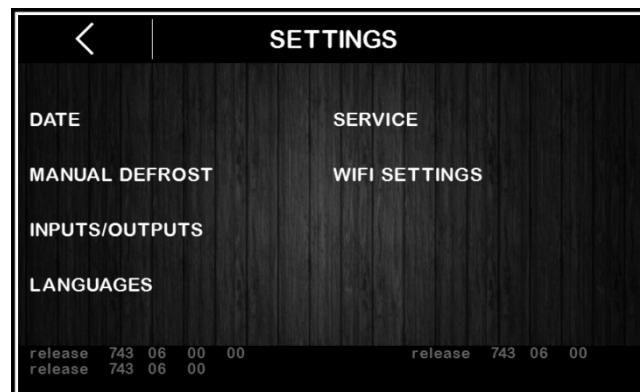 SETTINGS
DATE
SERVICE
MANUAL DEFROST
WIFI SETTINGS
INPUTS/OUTPUTS
LANGUAGES
release 743 06 00 00
release 743 06 00
release 743 06 00